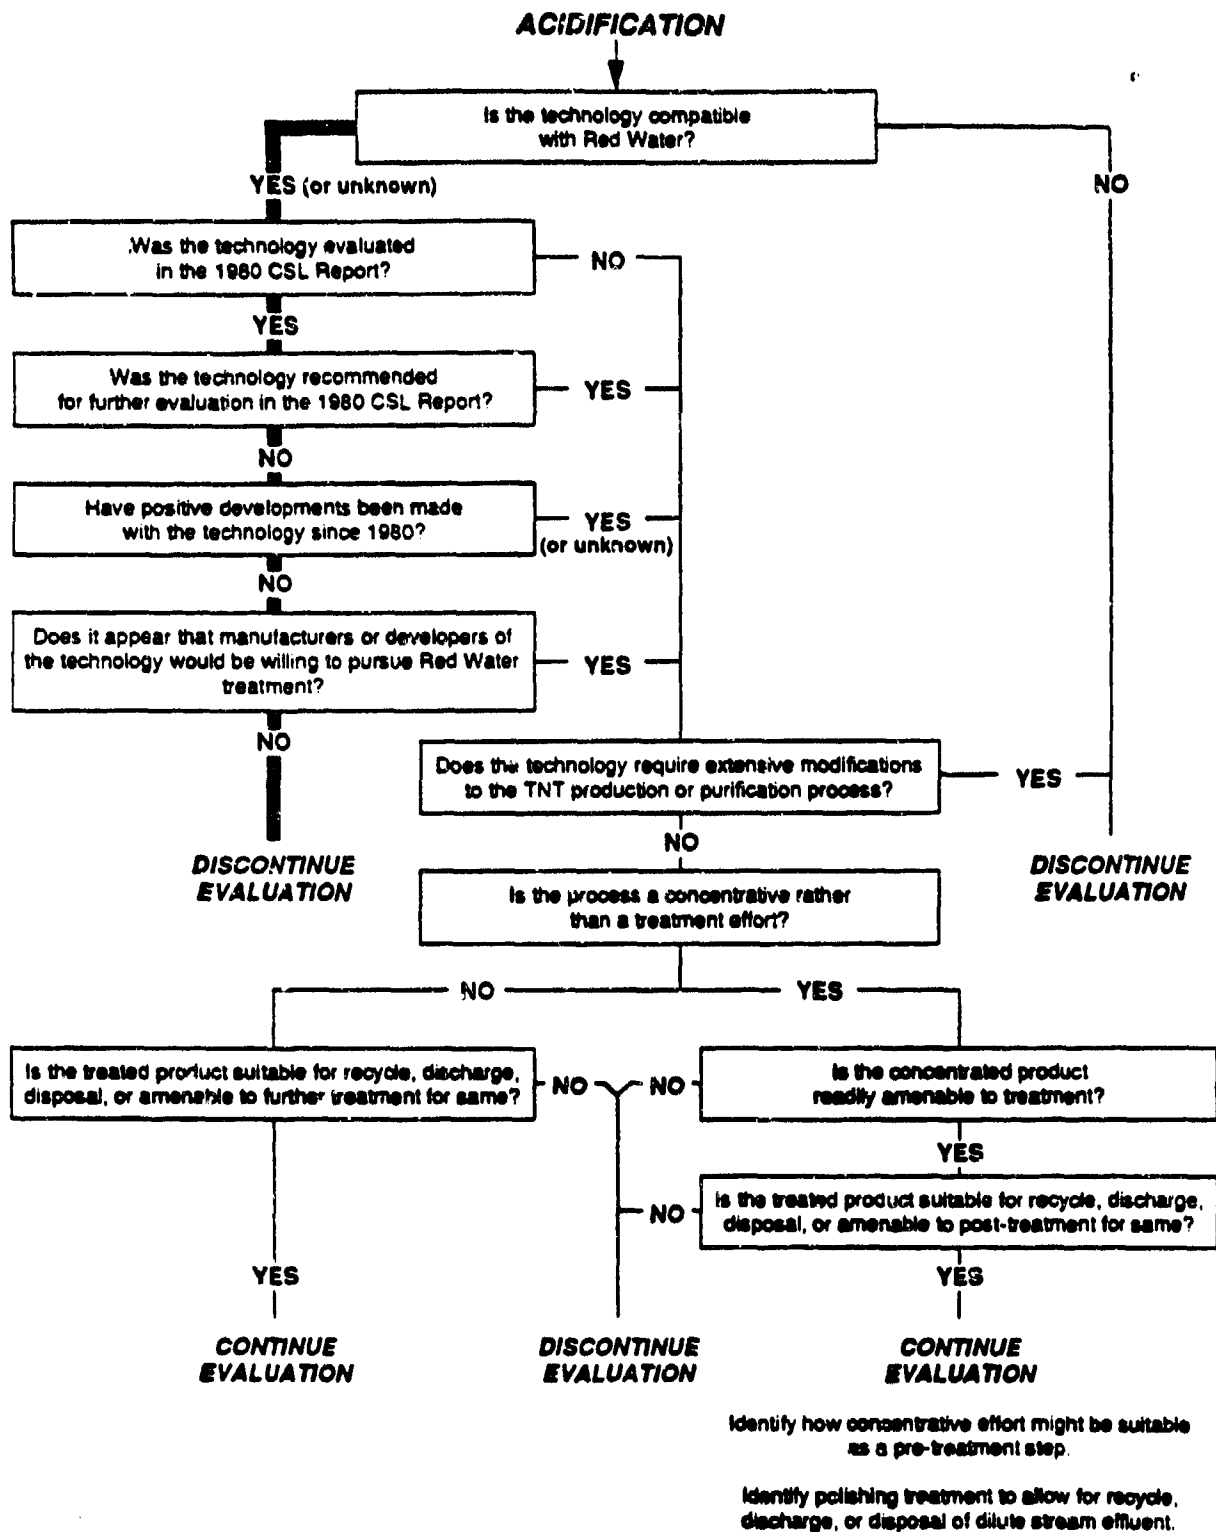 ACIDIFICATION
Is the technology compatible
with Red Water?
YES (or unknown)
NO
Was the technology evaluated
in the 1980 CSL Report?
NO
YES
Was the technology recommended
for further evaluation in the 1980 CSL Report?
YES
NO
Have positive developments been made
with the technology since 1980?
YES
(or unknown)
NO
Does it appear that manufacturers or developers of
the technology would be willing to pursue Red Water
treatment?
YES
NO
Does the technology require extensive modifications
to the TNT production or purification process?
YES
NO
DISCONTINUE
EVALUATION
DISCONTINUE
EVALUATION
Is the process a concentrative rather
than a treatment effort?
NO
YES
Is the treated product suitable for recycle, discharge,
disposal, or amenable to further treatment for same?
NO
NO
Is the concentrated product
readily amenable to treatment?
YES
Is the treated product suitable for recycle, discharge,
disposal, or amenable to post-treatment for same?
NO
YES
YES
CONTINUE
EVALUATION
DISCONTINUE
EVALUATION
CONTINUE
EVALUATION
Identify how concentrative effort might be suitable
as a pre-treatment step.
Identify polishing treatment to allow for recycle,
discharge, or disposal of dilute stream effluent.